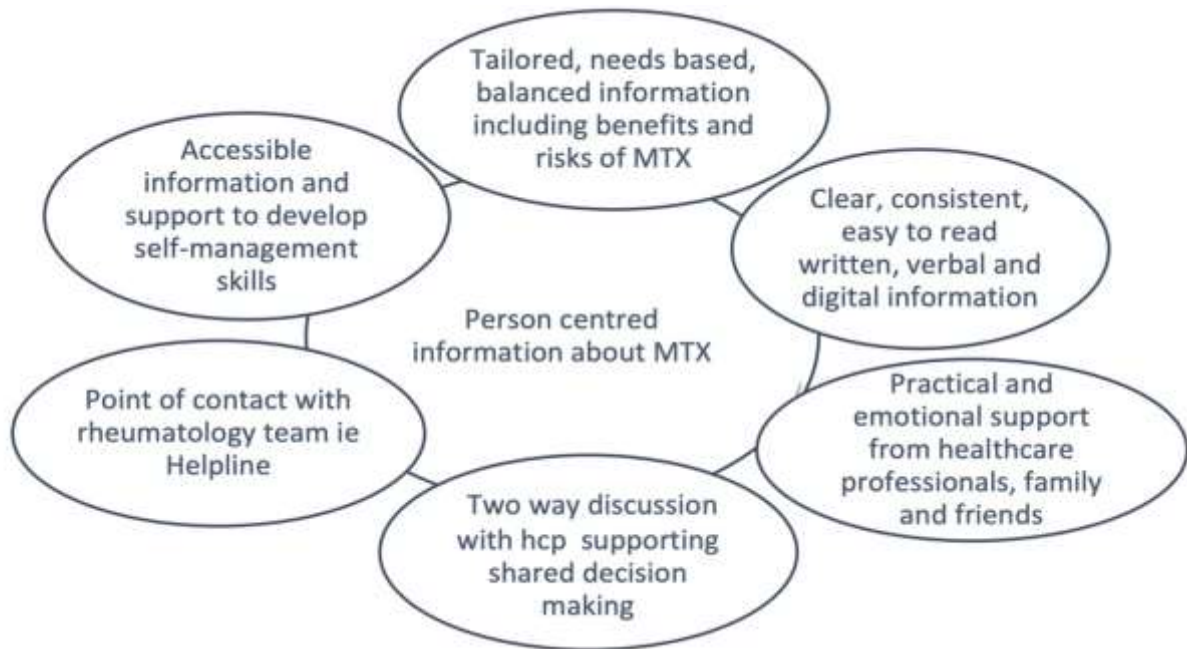 Tailored, needs based,
balanced information
including benefits and
risks of MTX
Accessible
information and
support to develop
self-management
skills
Clear, consistent,
easy to read
written, verbal and
digital information
Person centred
information about MTX
Point of contact with
rheumatology team ie
Helpline
Practical and
emotional support
from healthcare
professionals, family
and friends
Two way discussion
with hcp supporting
shared decision
making